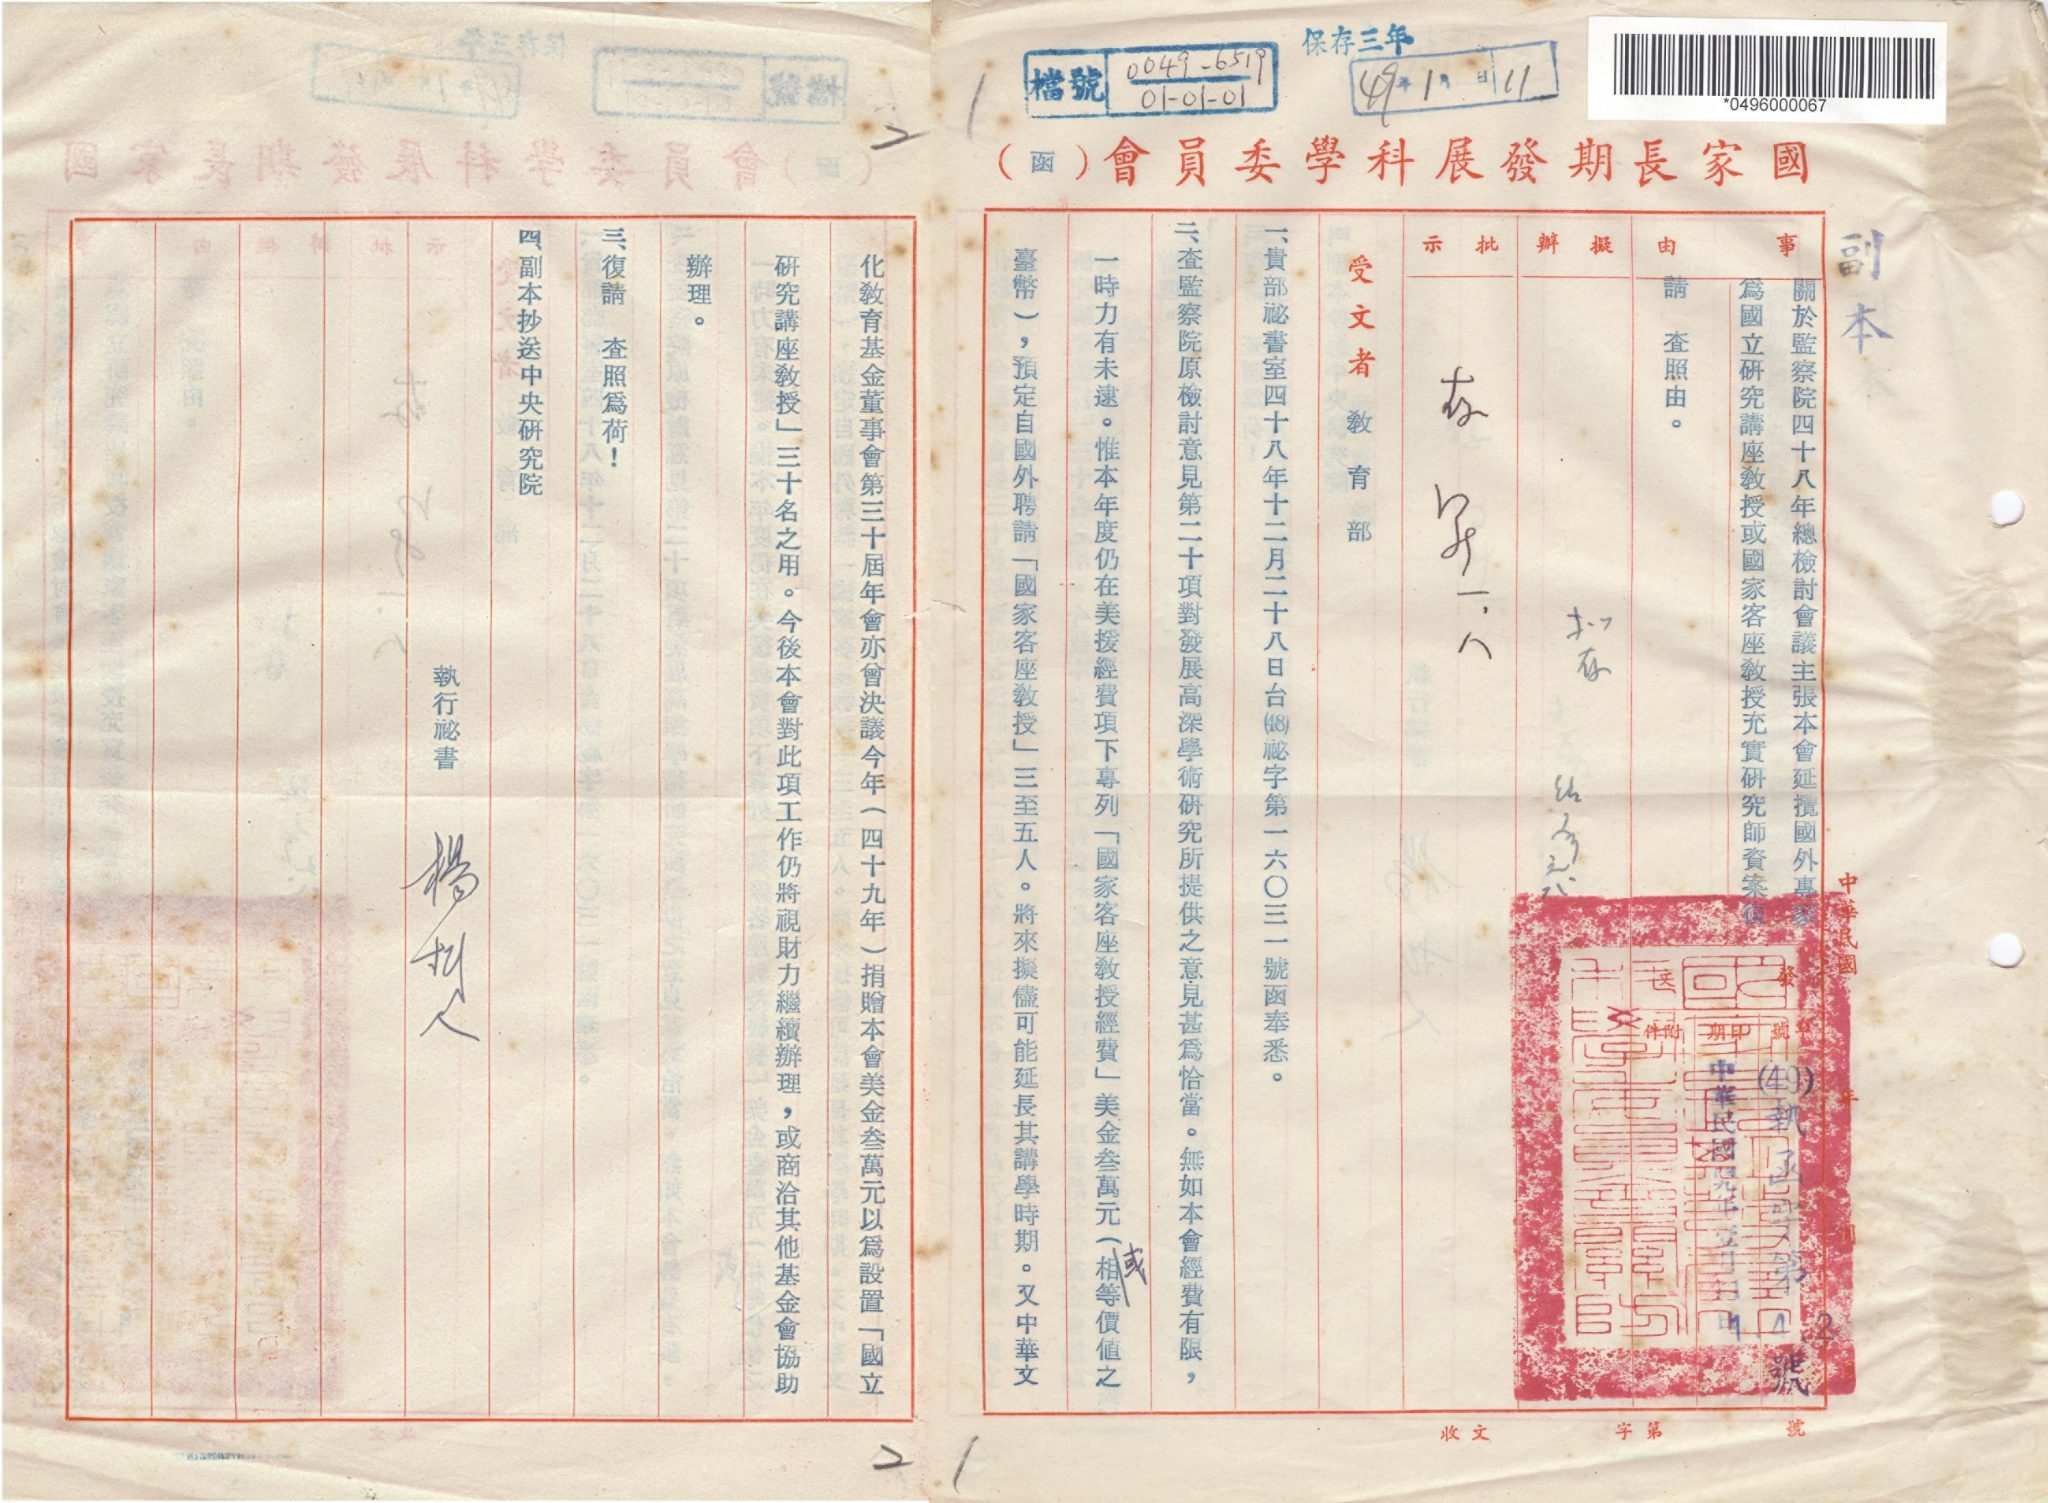 保存三年
檔號
0049-6519
01-01-01
49年1月 日 11
*0496000067
國家長期發展科學委員會(函)
副本
事由
關於監察院四十八年總檢討會議主張本會延攬國外專家
為國立研究講座教授或國家客座教授充實研究師資案復
請 查照由。
擬辦
批示
擬存
存
一.八
中華民國
年
發送
號
日期
附件
(49)執函字第
2
號
中華民國
受文者 教育部
一、貴部祕書室四十八年十二月二十八日台(48)祕字第一六〇三一號函奉悉。
二、查監察院原檢討意見第二十項對發展高深學術研究所提供之意見甚為恰當。無如本會經費有限,
一時力有未逮。惟本年度仍在美援經費項下專列「國家客座教授經費」美金叁萬元(或相等價值之
臺幣),預定自國外聘請「國家客座教授」三至五人。將來擬儘可能延長其講學時期。又中華文
收文 字第 號
1
1
2
化教育基金董事會第三十屆年會亦曾決議今年(四十九年)捐贈本會美金叁萬元以為設置「國立
研究講座教授」三十名之用。今後本會對此項工作仍將視財力繼續辦理,或商洽其他基金會協助
辦理。
三、復請 查照為荷!
四、副本抄送中央研究院
執行祕書 楊樹人
2